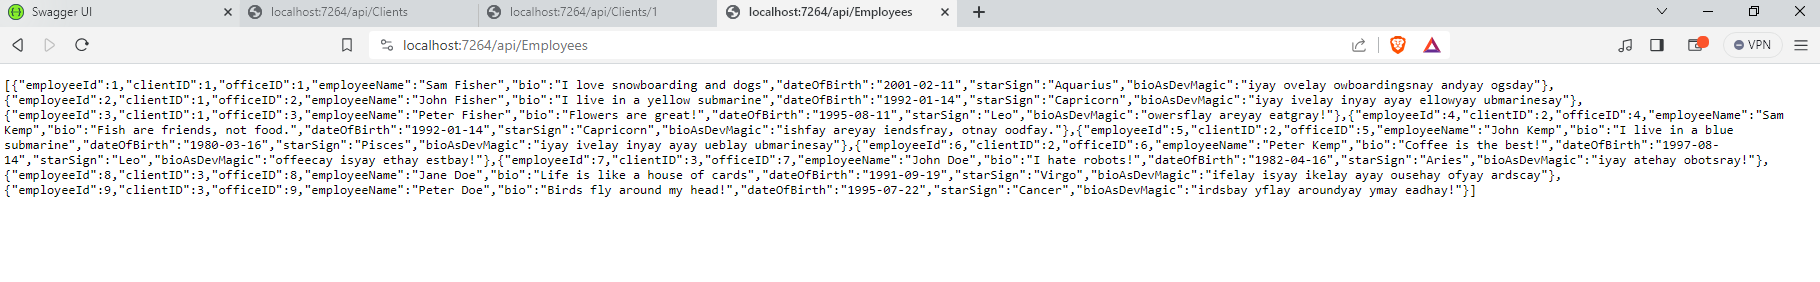 Swagger UI
localhost:7264/api/Clients
localhost:7264/api/Clients/1
localhost:7264/api/Employees
localhost:7264/api/Employees
VPN
[{"employeeId":1,"clientID":1,"officeID":1,"employeeName":"Sam Fisher","bio":"I love snowboarding and dogs","dateOfBirth":"2001-02-11","starSign":"Aquarius","bioAsDevMagic":"iyay ovelay owboardingsnay andyay ogsday"},
{"employeeId":2,"clientID":1,"officeID":2,"employeeName":"John Fisher","bio":"I live in a yellow submarine","dateOfBirth":"1992-01-14","starSign":"Capricorn","bioAsDevMagic":"iyay ivelay inyay ayay ellowyay ubmarinesay"},
{"employeeId":3,"clientID":1,"officeID":3,"employeeName":"Peter Fisher","bio":"Flowers are great!","dateOfBirth":"1995-08-11","starSign":"Leo","bioAsDevMagic":"owersflay areyay eatgray!"},{"employeeId":4,"clientID":2,"officeID":4,"employeeName":"Sam
Kemp","bio":"Fish are friends, not food.","dateOfBirth":"1992-01-14","starSign":"Capricorn","bioAsDevMagic":"ishfay areyay iendsfray, otnay oodfay."},{"employeeId":5,"clientID":2,"officeID":5,"employeeName":"John Kemp","bio":"I live in a blue
submarine","dateOfBirth":"1980-03-16","starSign":"Pisces","bioAsDevMagic":"iyay ivelay inyay ayay ueblay ubmarinesay"},{"employeeId":6,"clientID":2,"officeID":6,"employeeName":"Peter Kemp","bio":"Coffee is the best!","dateOfBirth":"1997-08-
14","starSign":"Leo","bioAsDevMagic":"offeecay isyay ethay estbay!"},{"employeeId":7,"clientID":3,"officeID":7,"employeeName":"John Doe","bio":"I hate robots!","dateOfBirth":"1982-04-16","starSign":"Aries","bioAsDevMagic":"iyay atehay obotsray!"},
{"employeeId":8,"clientID":3,"officeID":8,"employeeName":"Jane Doe","bio":"Life is like a house of cards","dateOfBirth":"1991-09-19","starSign":"Virgo","bioAsDevMagic":"ifelay isyay ikelay ayay ousehay ofyay ardscay"},
{"employeeId":9,"clientID":3,"officeID":9,"employeeName":"Peter Doe","bio":"Birds fly around my head!","dateOfBirth":"1995-07-22","starSign":"Cancer","bioAsDevMagic":"irdsbay yflay aroundyay ymay eadhay!"}]